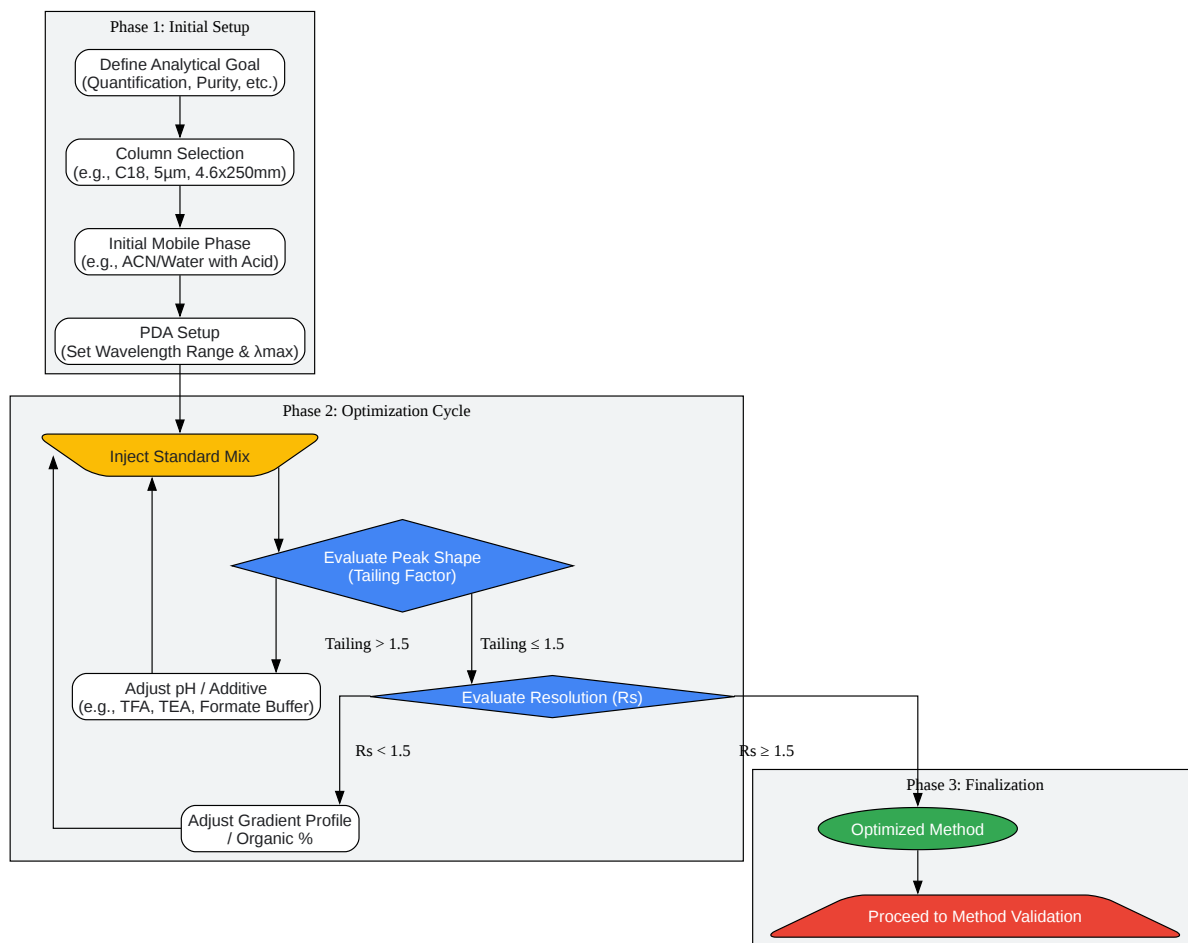 Phase 1: Initial Setup
Define Analytical Goal
(Quantification, Purity, etc.)
Column Selection
(e.g., C18, 5µm, 4.6x250mm)
Initial Mobile Phase
(e.g., ACN/Water with Acid)
PDA Setup
(Set Wavelength Range & λmax)
Phase 2: Optimization Cycle
Inject Standard Mix
Evaluate Peak Shape
(Tailing Factor)
Tailing > 1.5
Tailing ≤ 1.5
Adjust pH / Additive
(e.g., TFA, TEA, Formate Buffer)
Evaluate Resolution (Rs)
Rs < 1.5
Rs ≥ 1.5
Adjust Gradient Profile
/ Organic %
Phase 3: Finalization
Optimized Method
Proceed to Method Validation